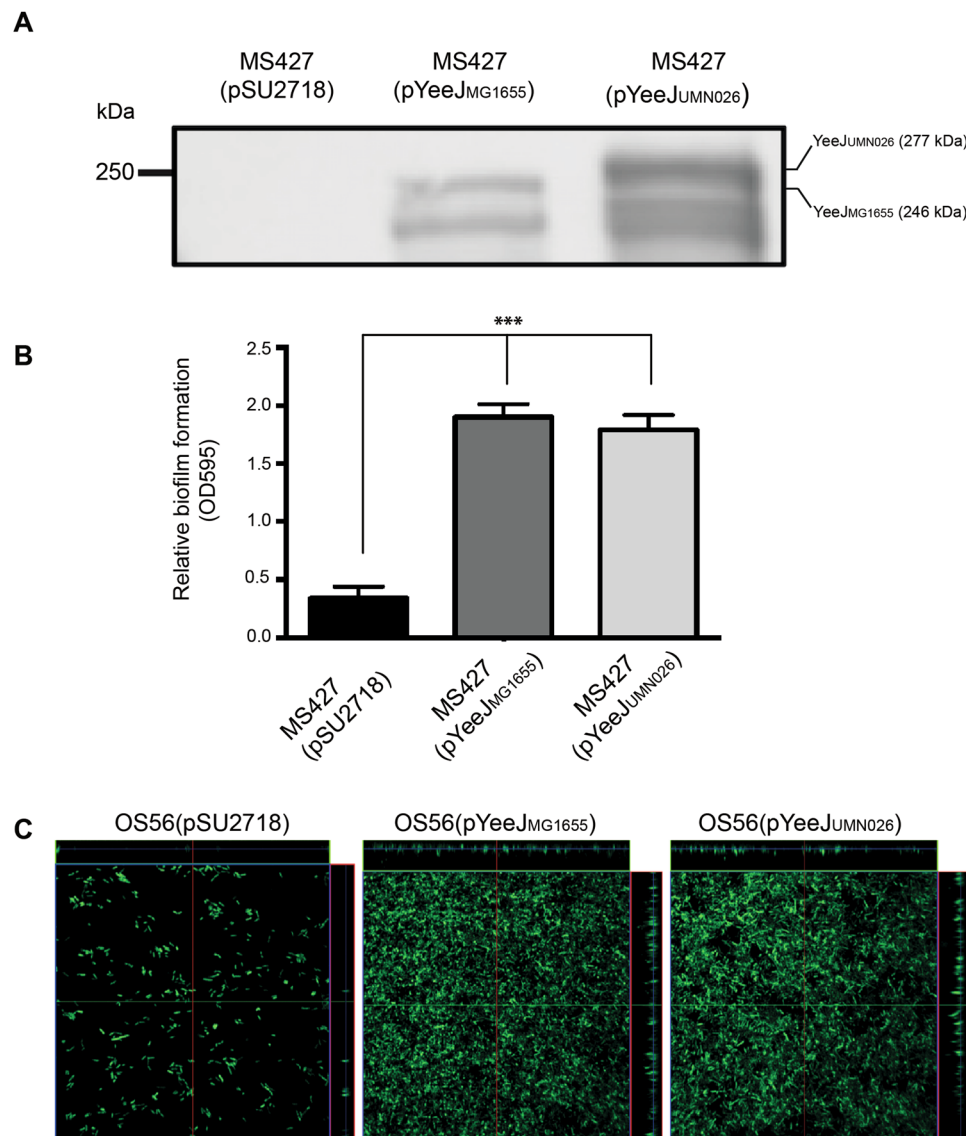 A
MS427 MS427 MS427
(pSU2718) (pYeeJMG1655) (pYeeJUMN026)
kDa
250
YeeJUMN026 (277 kDa)
YeeJMG1655 (246 kDa)
B
***
Relative biofilm formation
(OD595)
2.5
2.0
1.5
1.0
0.5
0.0
MS427
(pSU2718)
MS427
(pYeeJMG1655)
MS427
(pYeeJUMN026)
C
OS56(pSU2718) OS56(pYeeJMG1655) OS56(pYeeJUMN026)